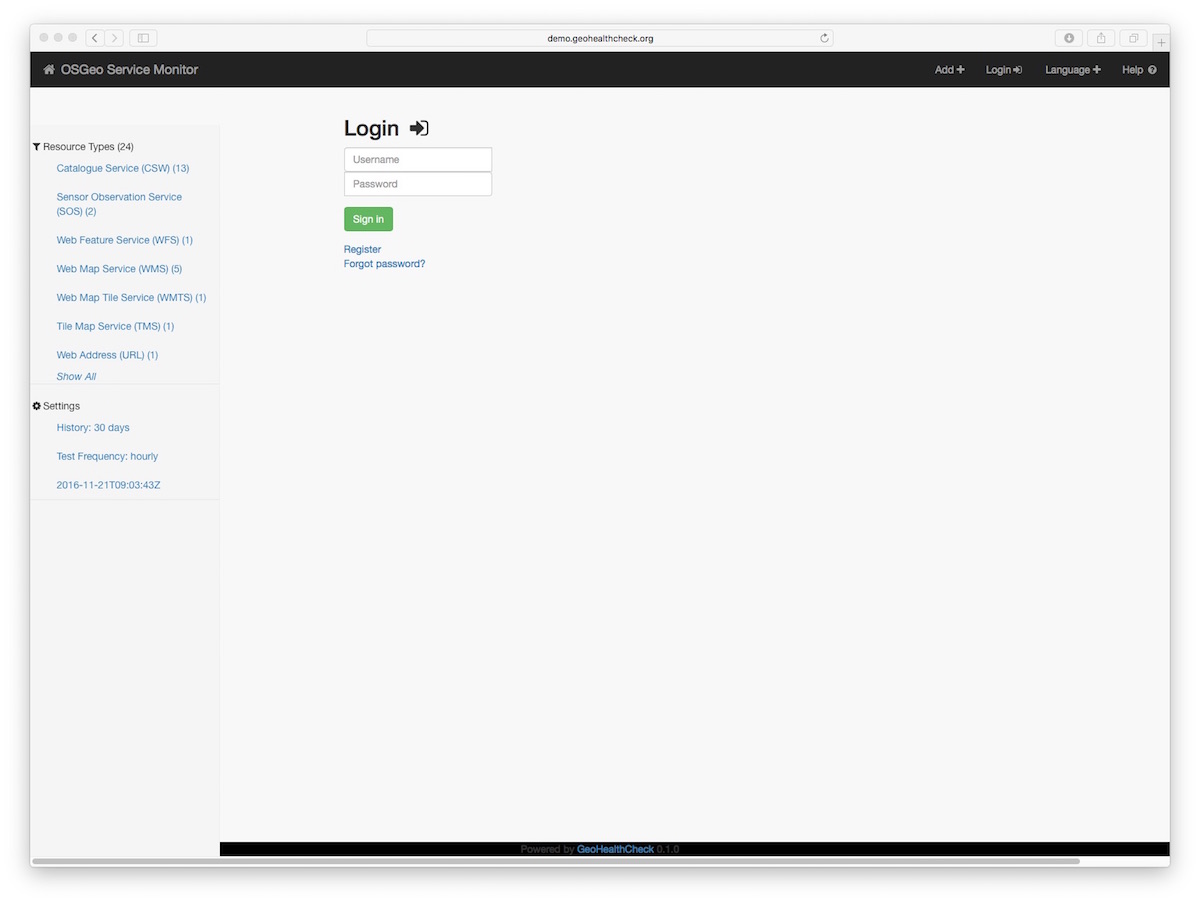 demo.geohealthcheck.org
OSGeo Service Monitor
Add
Login
Language
Help
Resource Types (24)
Catalogue Service (CSW) (13)
Sensor Observation Service
(SOS) (2)
Web Feature Service (WFS) (1)
Web Map Service (WMS) (5)
Web Map Tile Service (WMTS) (1)
Tile Map Service (TMS) (1)
Web Address (URL) (1)
Show All
Settings
History: 30 days
Test Frequency: hourly
2016-11-21T09:03:43Z
Login
Username
Password
Sign in
Register
Forgot password?
Powered by GeoHealthCheck 0.1.0